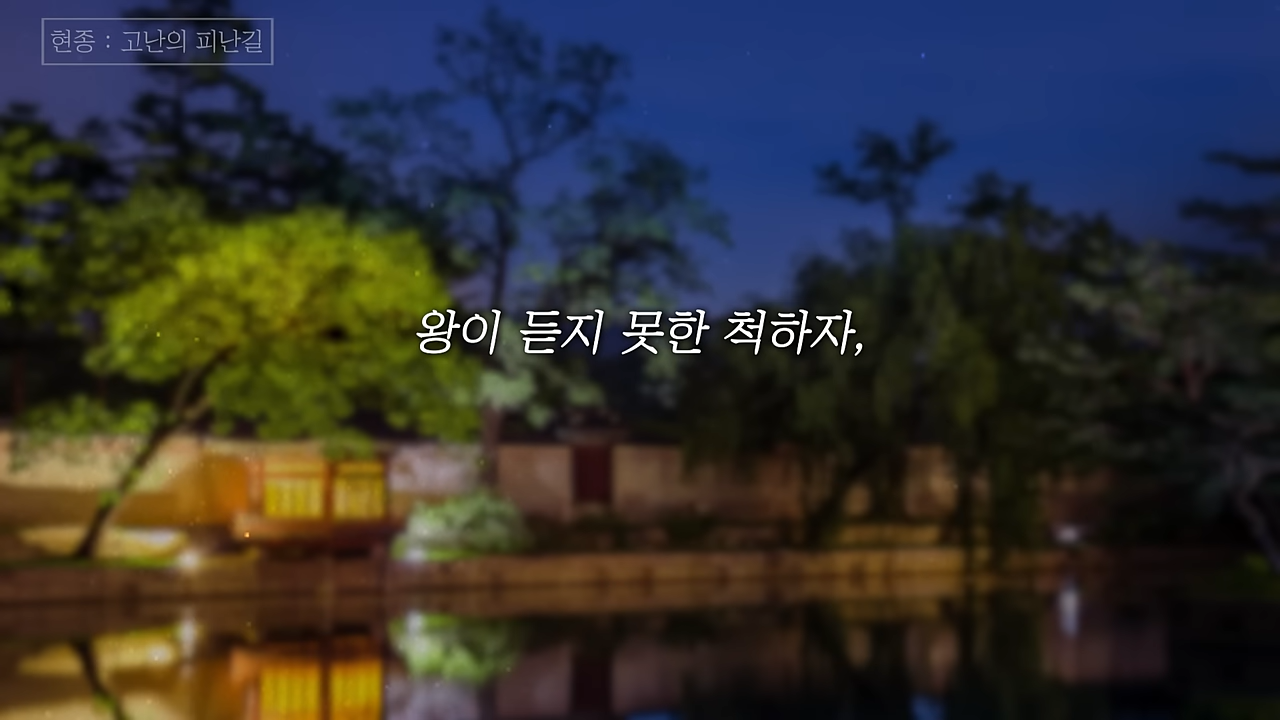 현종 : 고난의 피난길
왕이 듣지 못한 척하자,